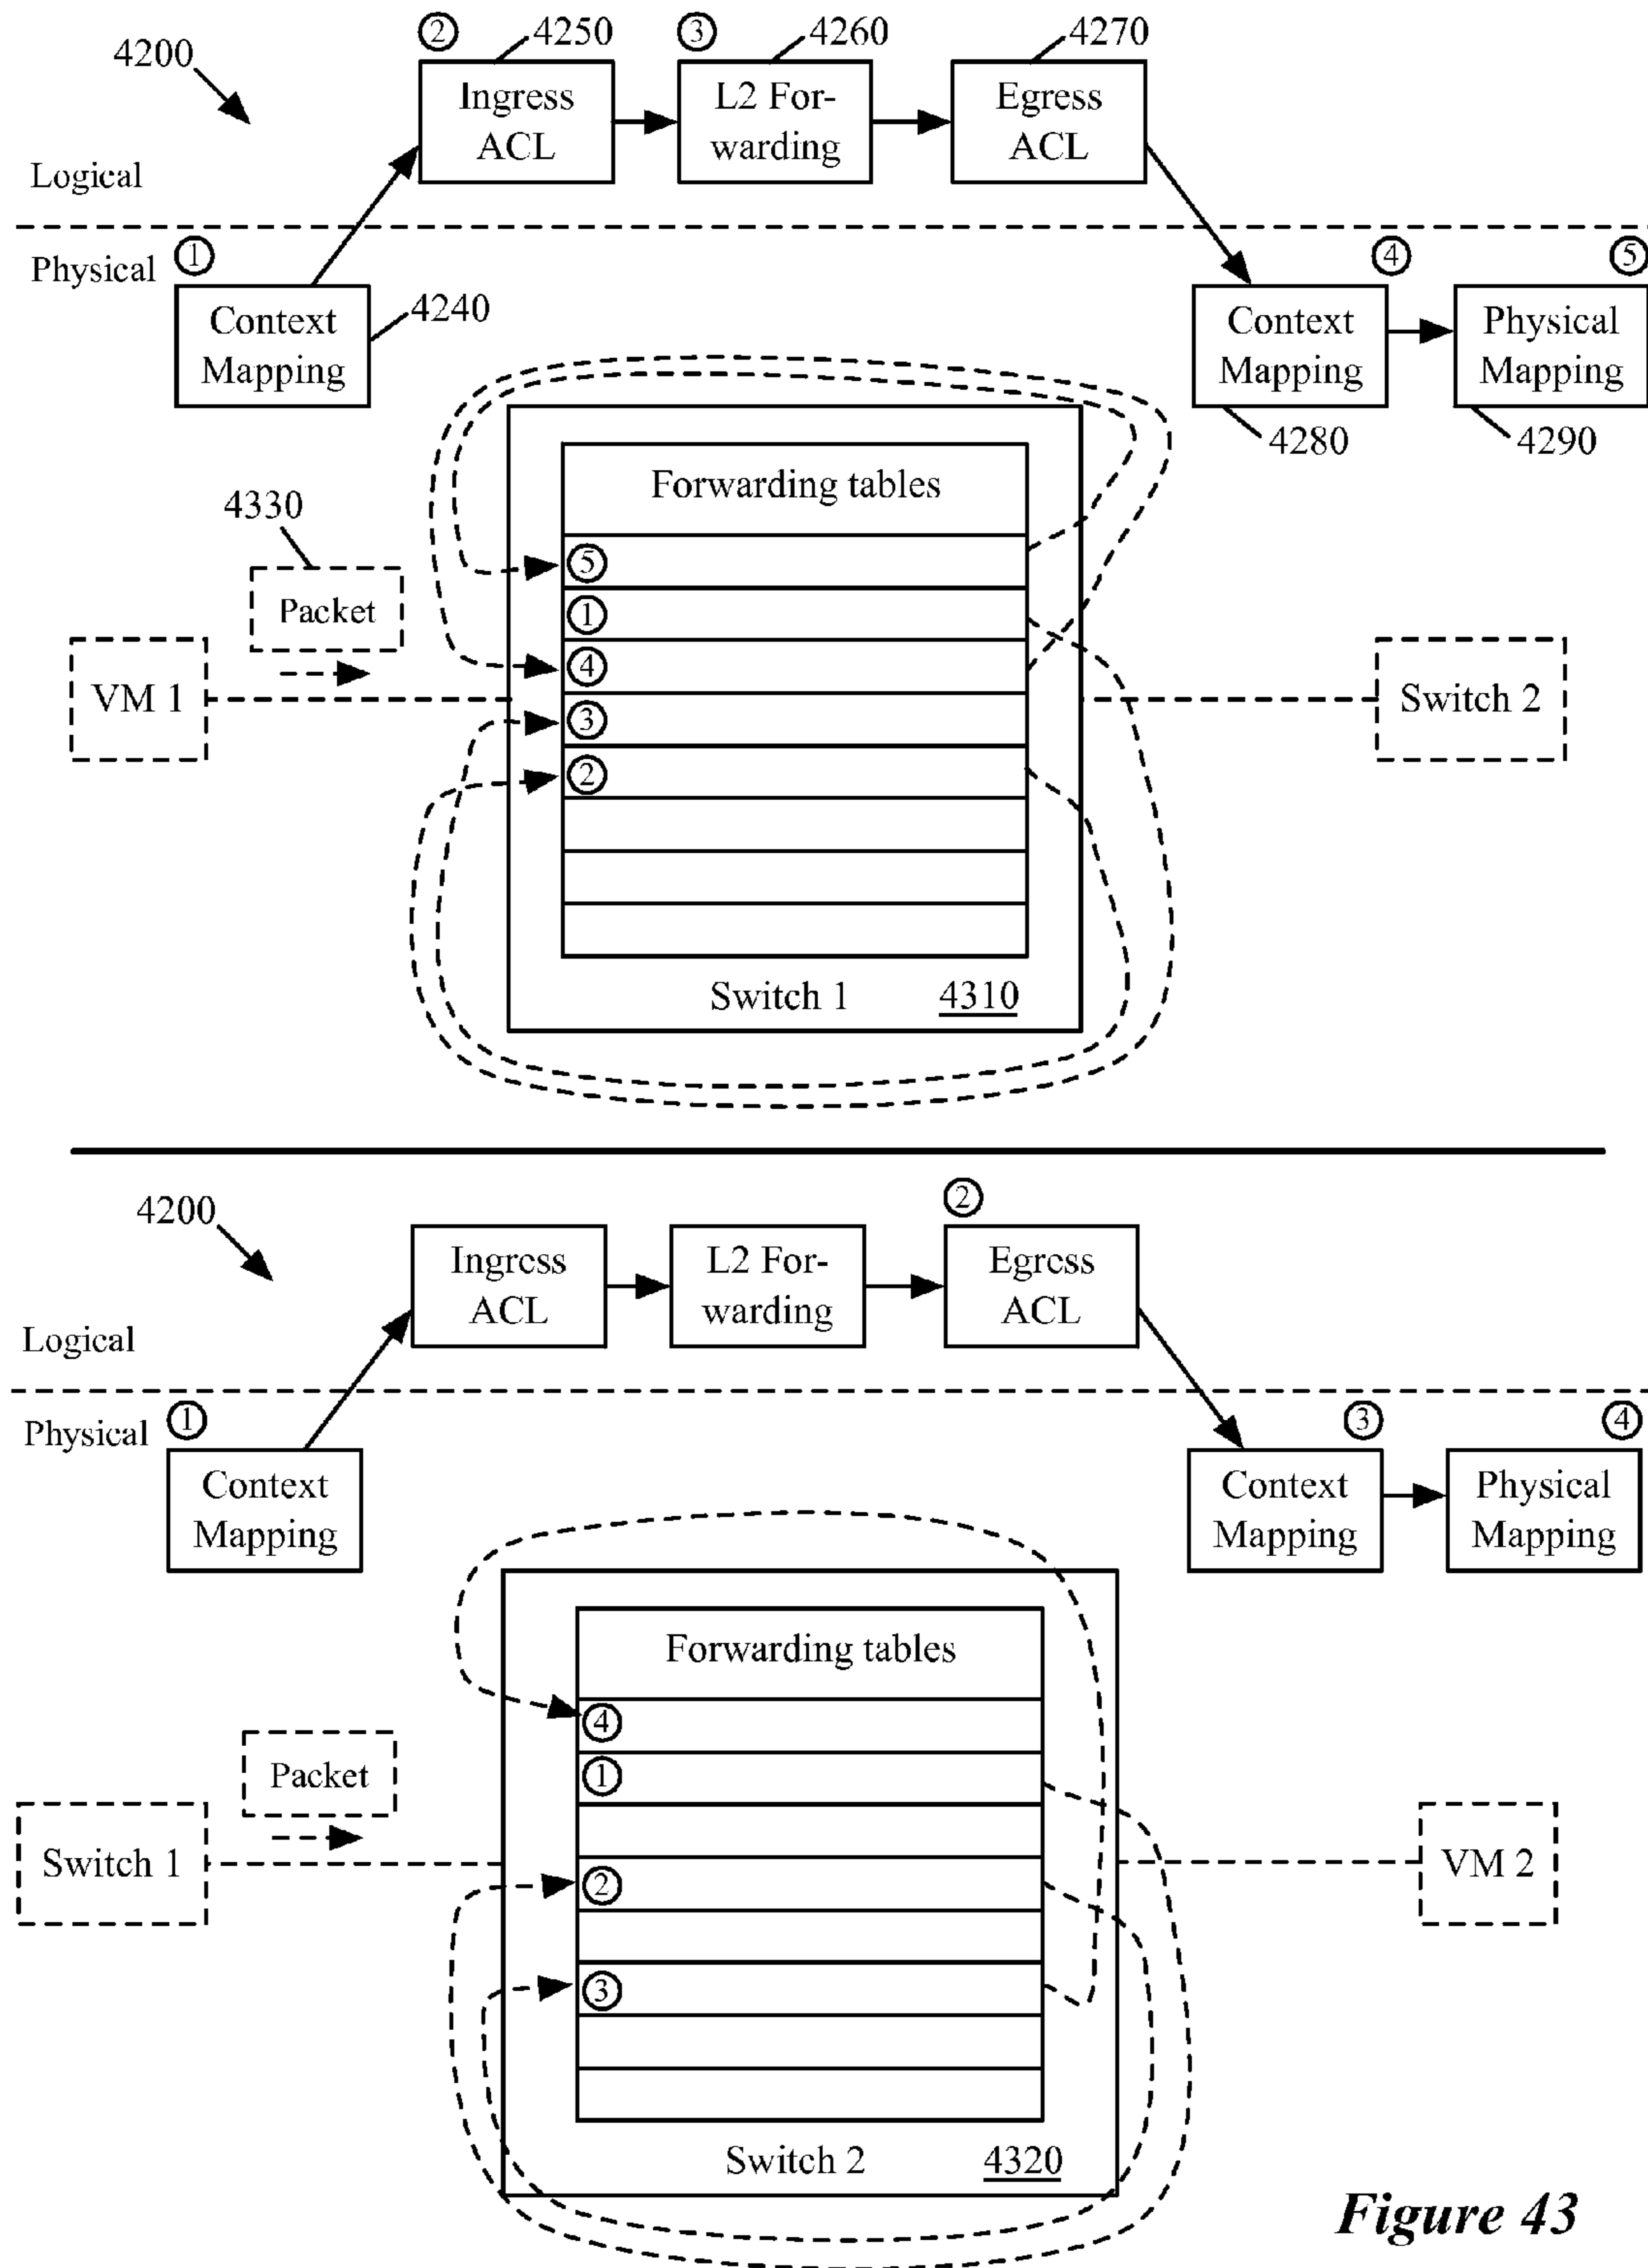 4200
② 4250
③ 4260
4270
Ingress
ACL
L2 For-
warding
Egress
ACL
Logical
Physical
①
④
⑤
Context
Mapping
4240
Context
Mapping
Physical
Mapping
4280
4290
Forwarding tables
4330
Packet
⑤
①
④
③
②
VM 1
Switch 2
Switch 1 4310
4200
②
Ingress
ACL
L2 For-
warding
Egress
ACL
Logical
Physical
①
③
④
Context
Mapping
Context
Mapping
Physical
Mapping
Forwarding tables
④
①
②
③
Packet
Switch 1
VM 2
Switch 2 4320
Figure 43